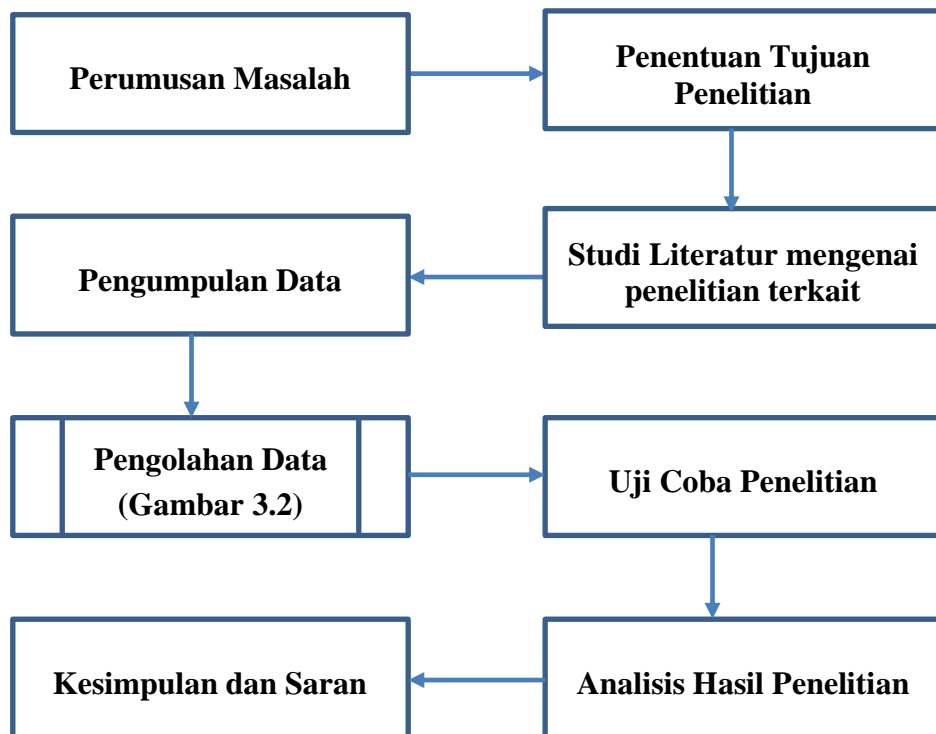 Perumusan Masalah
Penentuan Tujuan
Penelitian
Studi Literatur mengenai
penelitian terkait
Pengumpulan Data
Pengolahan Data
(Gambar 3.2)
Uji Coba Penelitian
Analisis Hasil Penelitian
Kesimpulan dan Saran